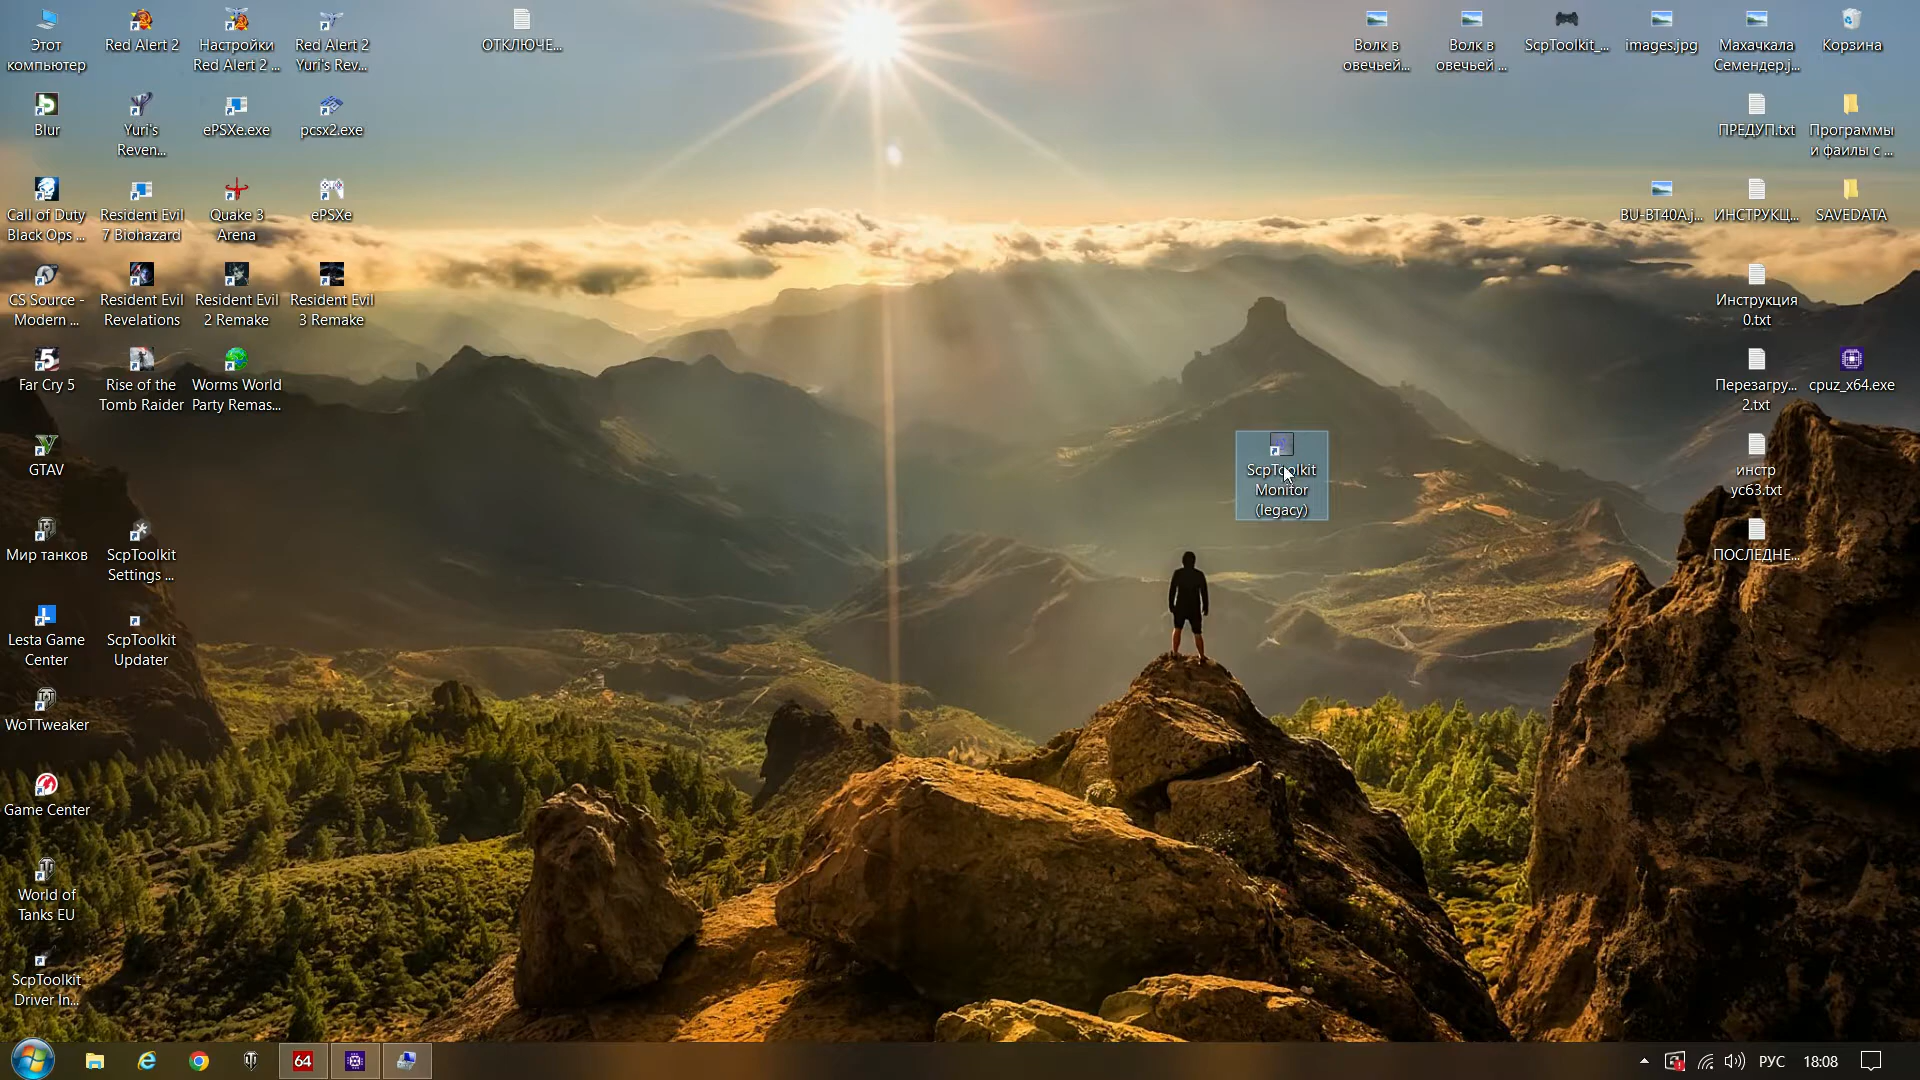 Этот
компьютер
Red Alert 2
Настройки
Red Alert 2 ...
Red Alert 2
Yuri's Rev...
ОТКЛЮЧЕ...
Волк в
овечьей...
Волк в
овечьей ...
ScpToolkit_...
images.jpg
Махачкала
Семендер.j...
Корзина
Blur
Yuri's
Reven...
ePSXe.exe
pcsx2.exe
ПРЕДУП.txt
Программы
и фаилы с ...
Call of Duty
Black Ops ...
Resident Evil
7 Biohazard
Quake 3
Arena
ePSXe
BU-BT40A.j...
ИНСТРУКЦ...
SAVEDATA
CS Source -
Modern ...
Resident Evil
Revelations
Resident Evil
2 Remake
Resident Evil
3 Remake
Инструкция
0.txt
5
Far Cry 5
Rise of the
Tomb Raider
Worms World
Party Remas...
Перезагру...
2.txt
cpuz_x64.exe
GTAV
ScpToolkit
Monitor
(legacy)
инстр
ус63.txt
Мир танков
ScpToolkit
Settings ...
ПОСЛЕДНЕ...
Lesta Game
Center
ScpToolkit
Updater
WoTTweaker
Game Center
World of
Tanks EU
ScpToolkit
Driver In...
64
РУС
18:08